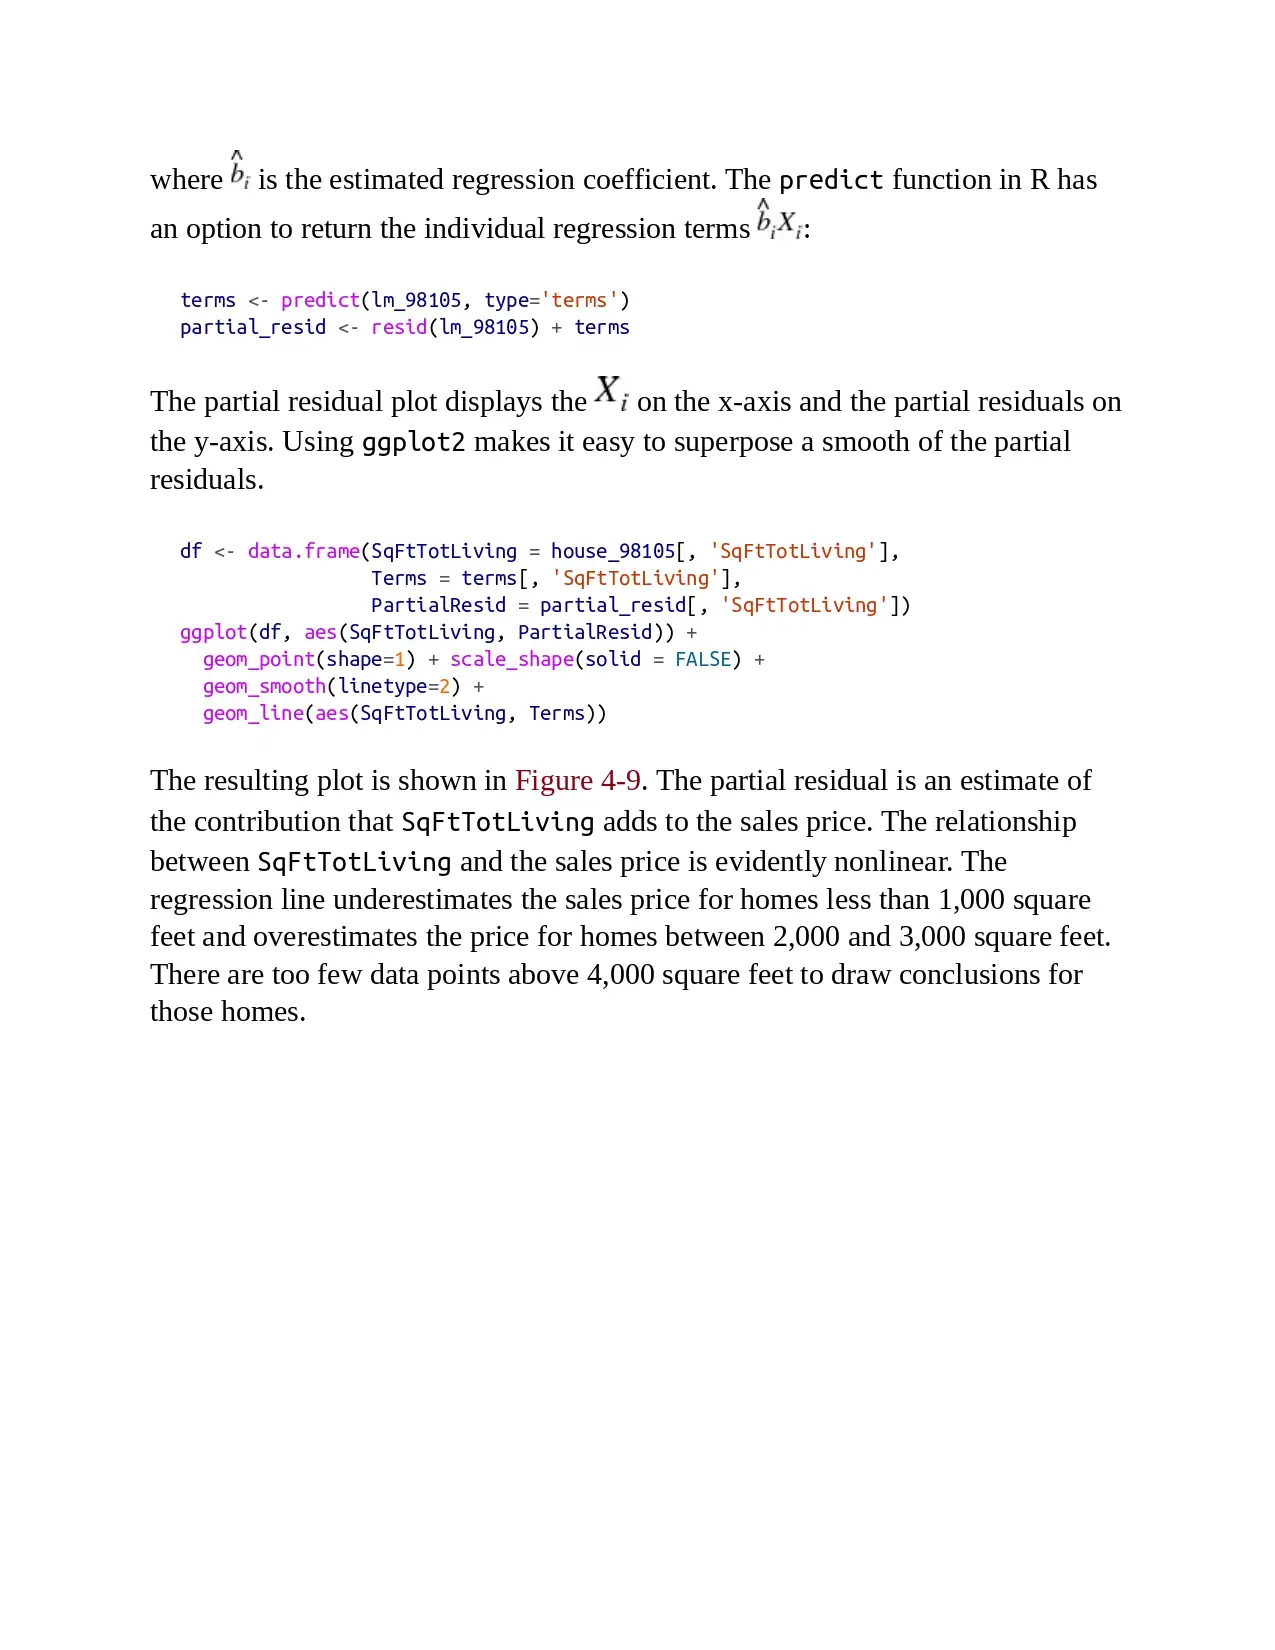 where b̂ᵢ is the estimated regression coefficient. The predict function in R has
an option to return the individual regression terms b̂ᵢXᵢ:
terms <- predict(lm_98105, type='terms')
partial_resid <- resid(lm_98105) + terms
The partial residual plot displays the Xᵢ on the x-axis and the partial residuals on
the y-axis. Using ggplot2 makes it easy to superpose a smooth of the partial
residuals.
df <- data.frame(SqFtTotLiving = house_98105[, 'SqFtTotLiving'],
                 Terms = terms[, 'SqFtTotLiving'],
                 PartialResid = partial_resid[, 'SqFtTotLiving'])
ggplot(df, aes(SqFtTotLiving, PartialResid)) +
  geom_point(shape=1) + scale_shape(solid = FALSE) +
  geom_smooth(linetype=2) +
  geom_line(aes(SqFtTotLiving, Terms))
The resulting plot is shown in Figure 4-9. The partial residual is an estimate of
the contribution that SqFtTotLiving adds to the sales price. The relationship
between SqFtTotLiving and the sales price is evidently nonlinear. The
regression line underestimates the sales price for homes less than 1,000 square
feet and overestimates the price for homes between 2,000 and 3,000 square feet.
There are too few data points above 4,000 square feet to draw conclusions for
those homes.